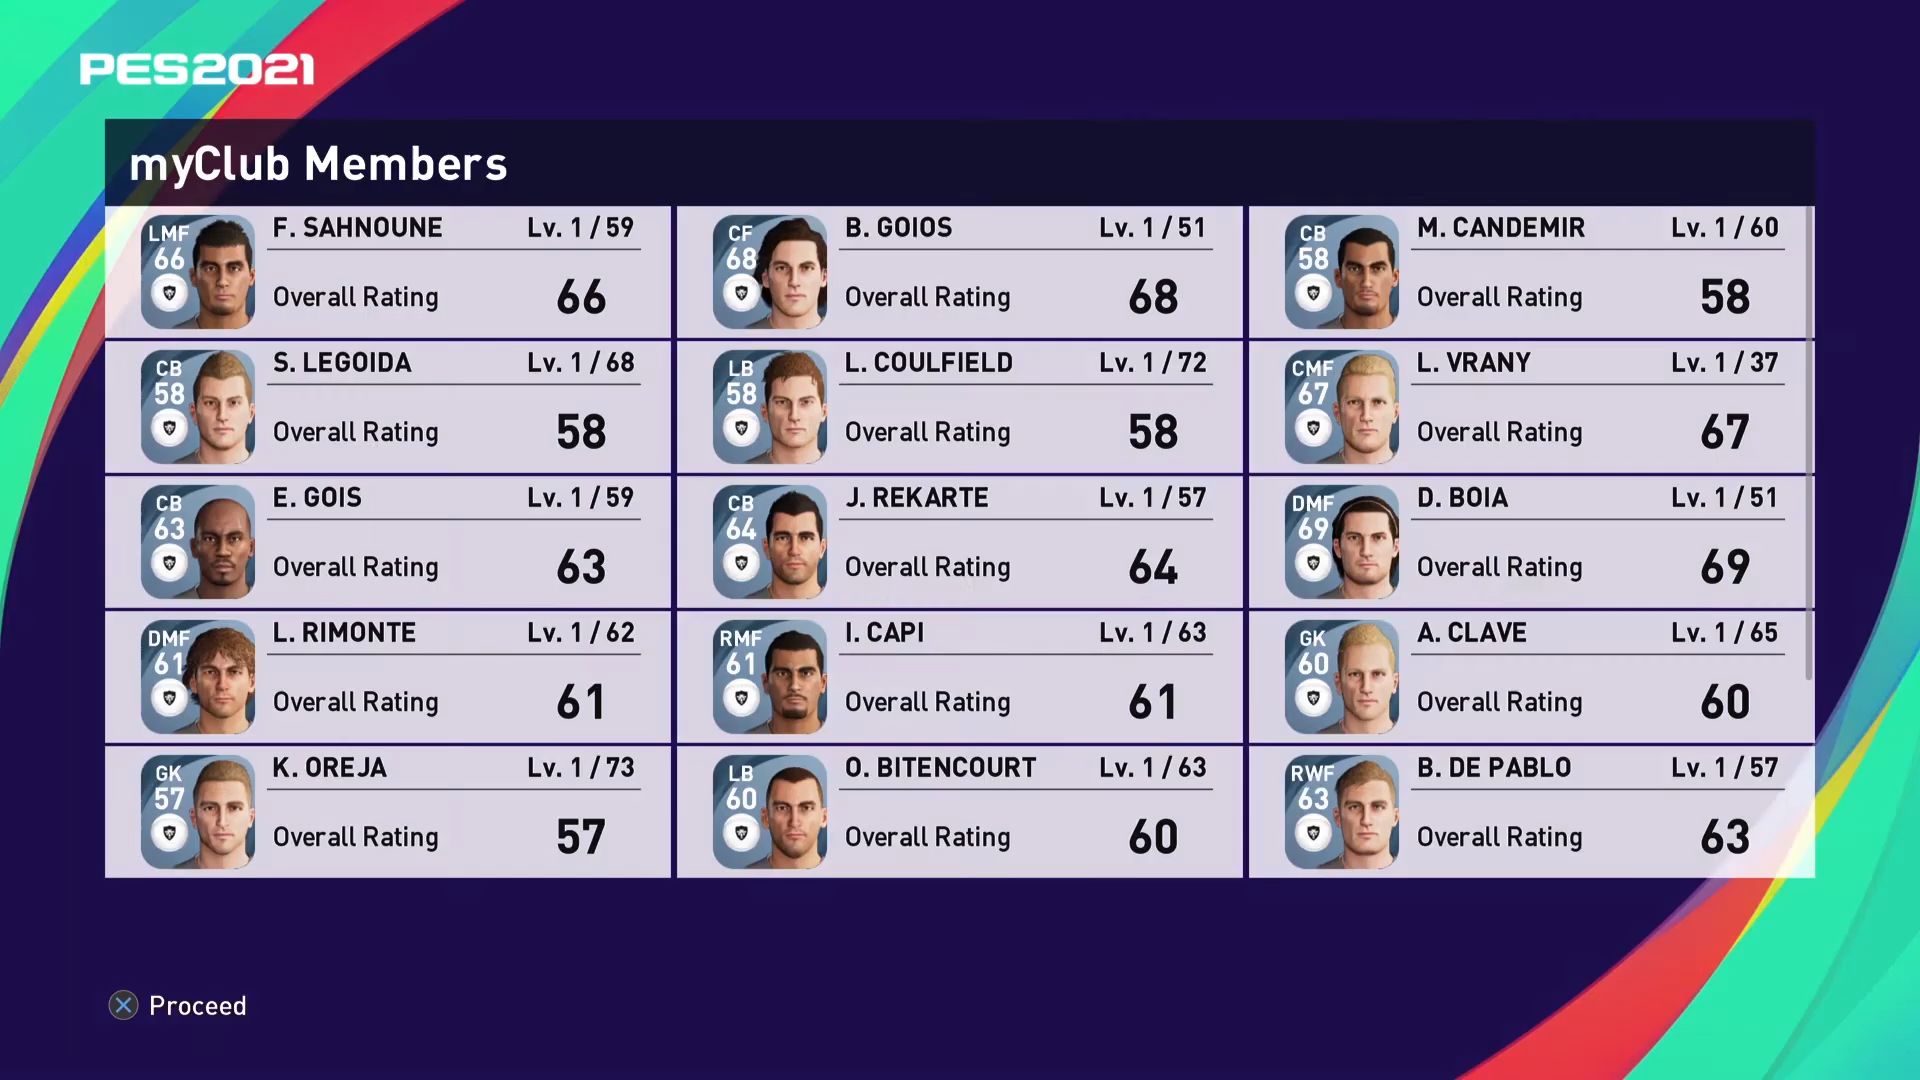 PES2021
myClub Members
LMF
66
F. SAHNOUNE Lv. 1 / 59
Overall Rating 66
CF
68
B. GOIOS Lv. 1 / 51
Overall Rating 68
CB
58
M. CANDEMIR Lv. 1 / 60
Overall Rating 58
CB
58
S. LEGOIDA Lv. 1 / 68
Overall Rating 58
LB
58
L. COULFIELD Lv. 1 / 72
Overall Rating 58
CMF
67
L. VRANY Lv. 1 / 37
Overall Rating 67
CB
63
E. GOIS Lv. 1 / 59
Overall Rating 63
CB
64
J. REKARTE Lv. 1 / 57
Overall Rating 64
DMF
69
D. BOIA Lv. 1 / 51
Overall Rating 69
DMF
61
L. RIMONTE Lv. 1 / 62
Overall Rating 61
RMF
61
I. CAPI Lv. 1 / 63
Overall Rating 61
GK
60
A. CLAVE Lv. 1 / 65
Overall Rating 60
GK
57
K. OREJA Lv. 1 / 73
Overall Rating 57
LB
60
O. BITENCOURT Lv. 1 / 63
Overall Rating 60
RWF
63
B. DE PABLO Lv. 1 / 57
Overall Rating 63
Proceed